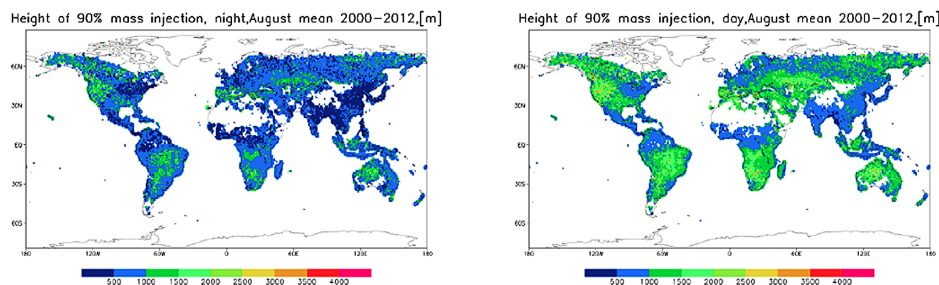 Height of 90% mass injection, night,August mean 2000-2012,[m]
60N
30N
EQ
30S
60S
180 120W 60W 0 60E 120E 180
500 1000 1500 2000 2500 3000 3500 4000
Height of 90% mass injection, day,August mean 2000-2012,[m]
60N
30N
EQ
30S
60S
180 120W 60W 0 60E 120E 180
500 1000 1500 2000 2500 3000 3500 4000